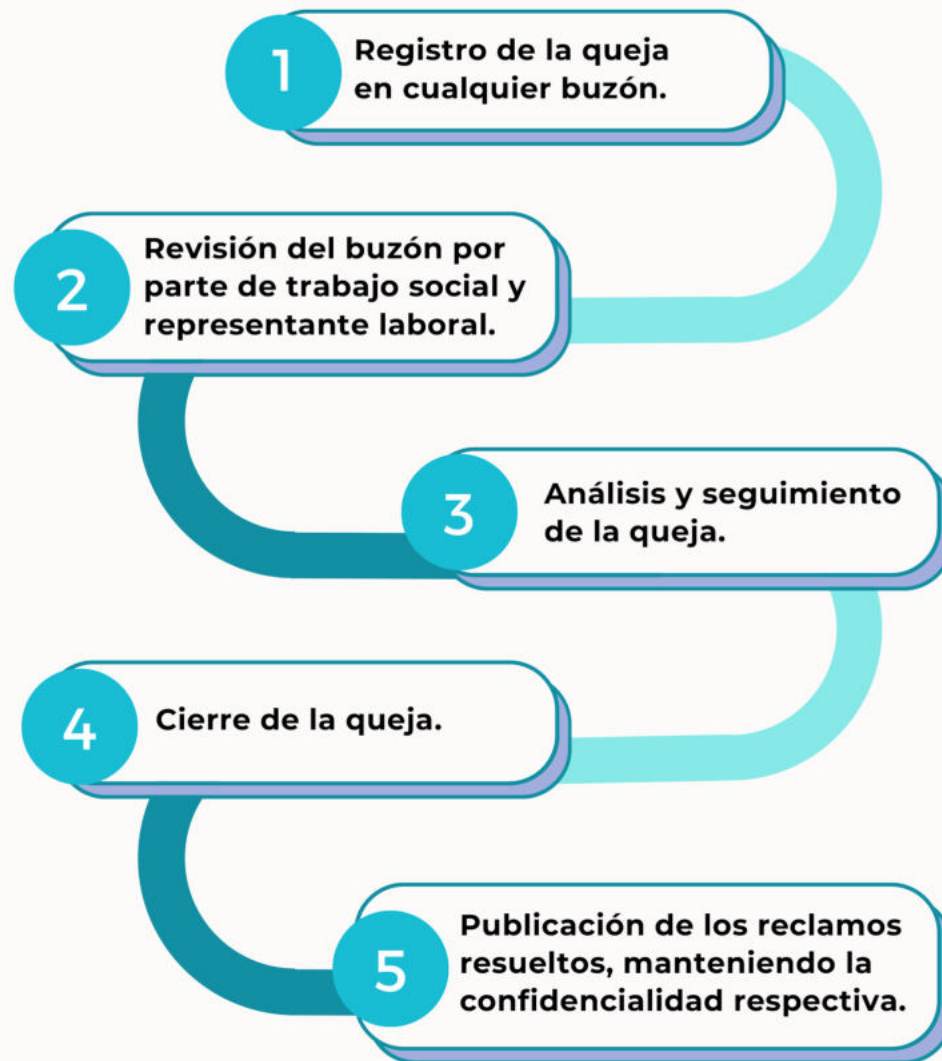 1
Registro de la queja
en cualquier buzón.
2
Revisión del buzón por
parte de trabajo social y
representante laboral.
3
Análisis y seguimiento
de la queja.
4
Cierre de la queja.
5
Publicación de los reclamos
resueltos, manteniendo la
confidencialidad respectiva.